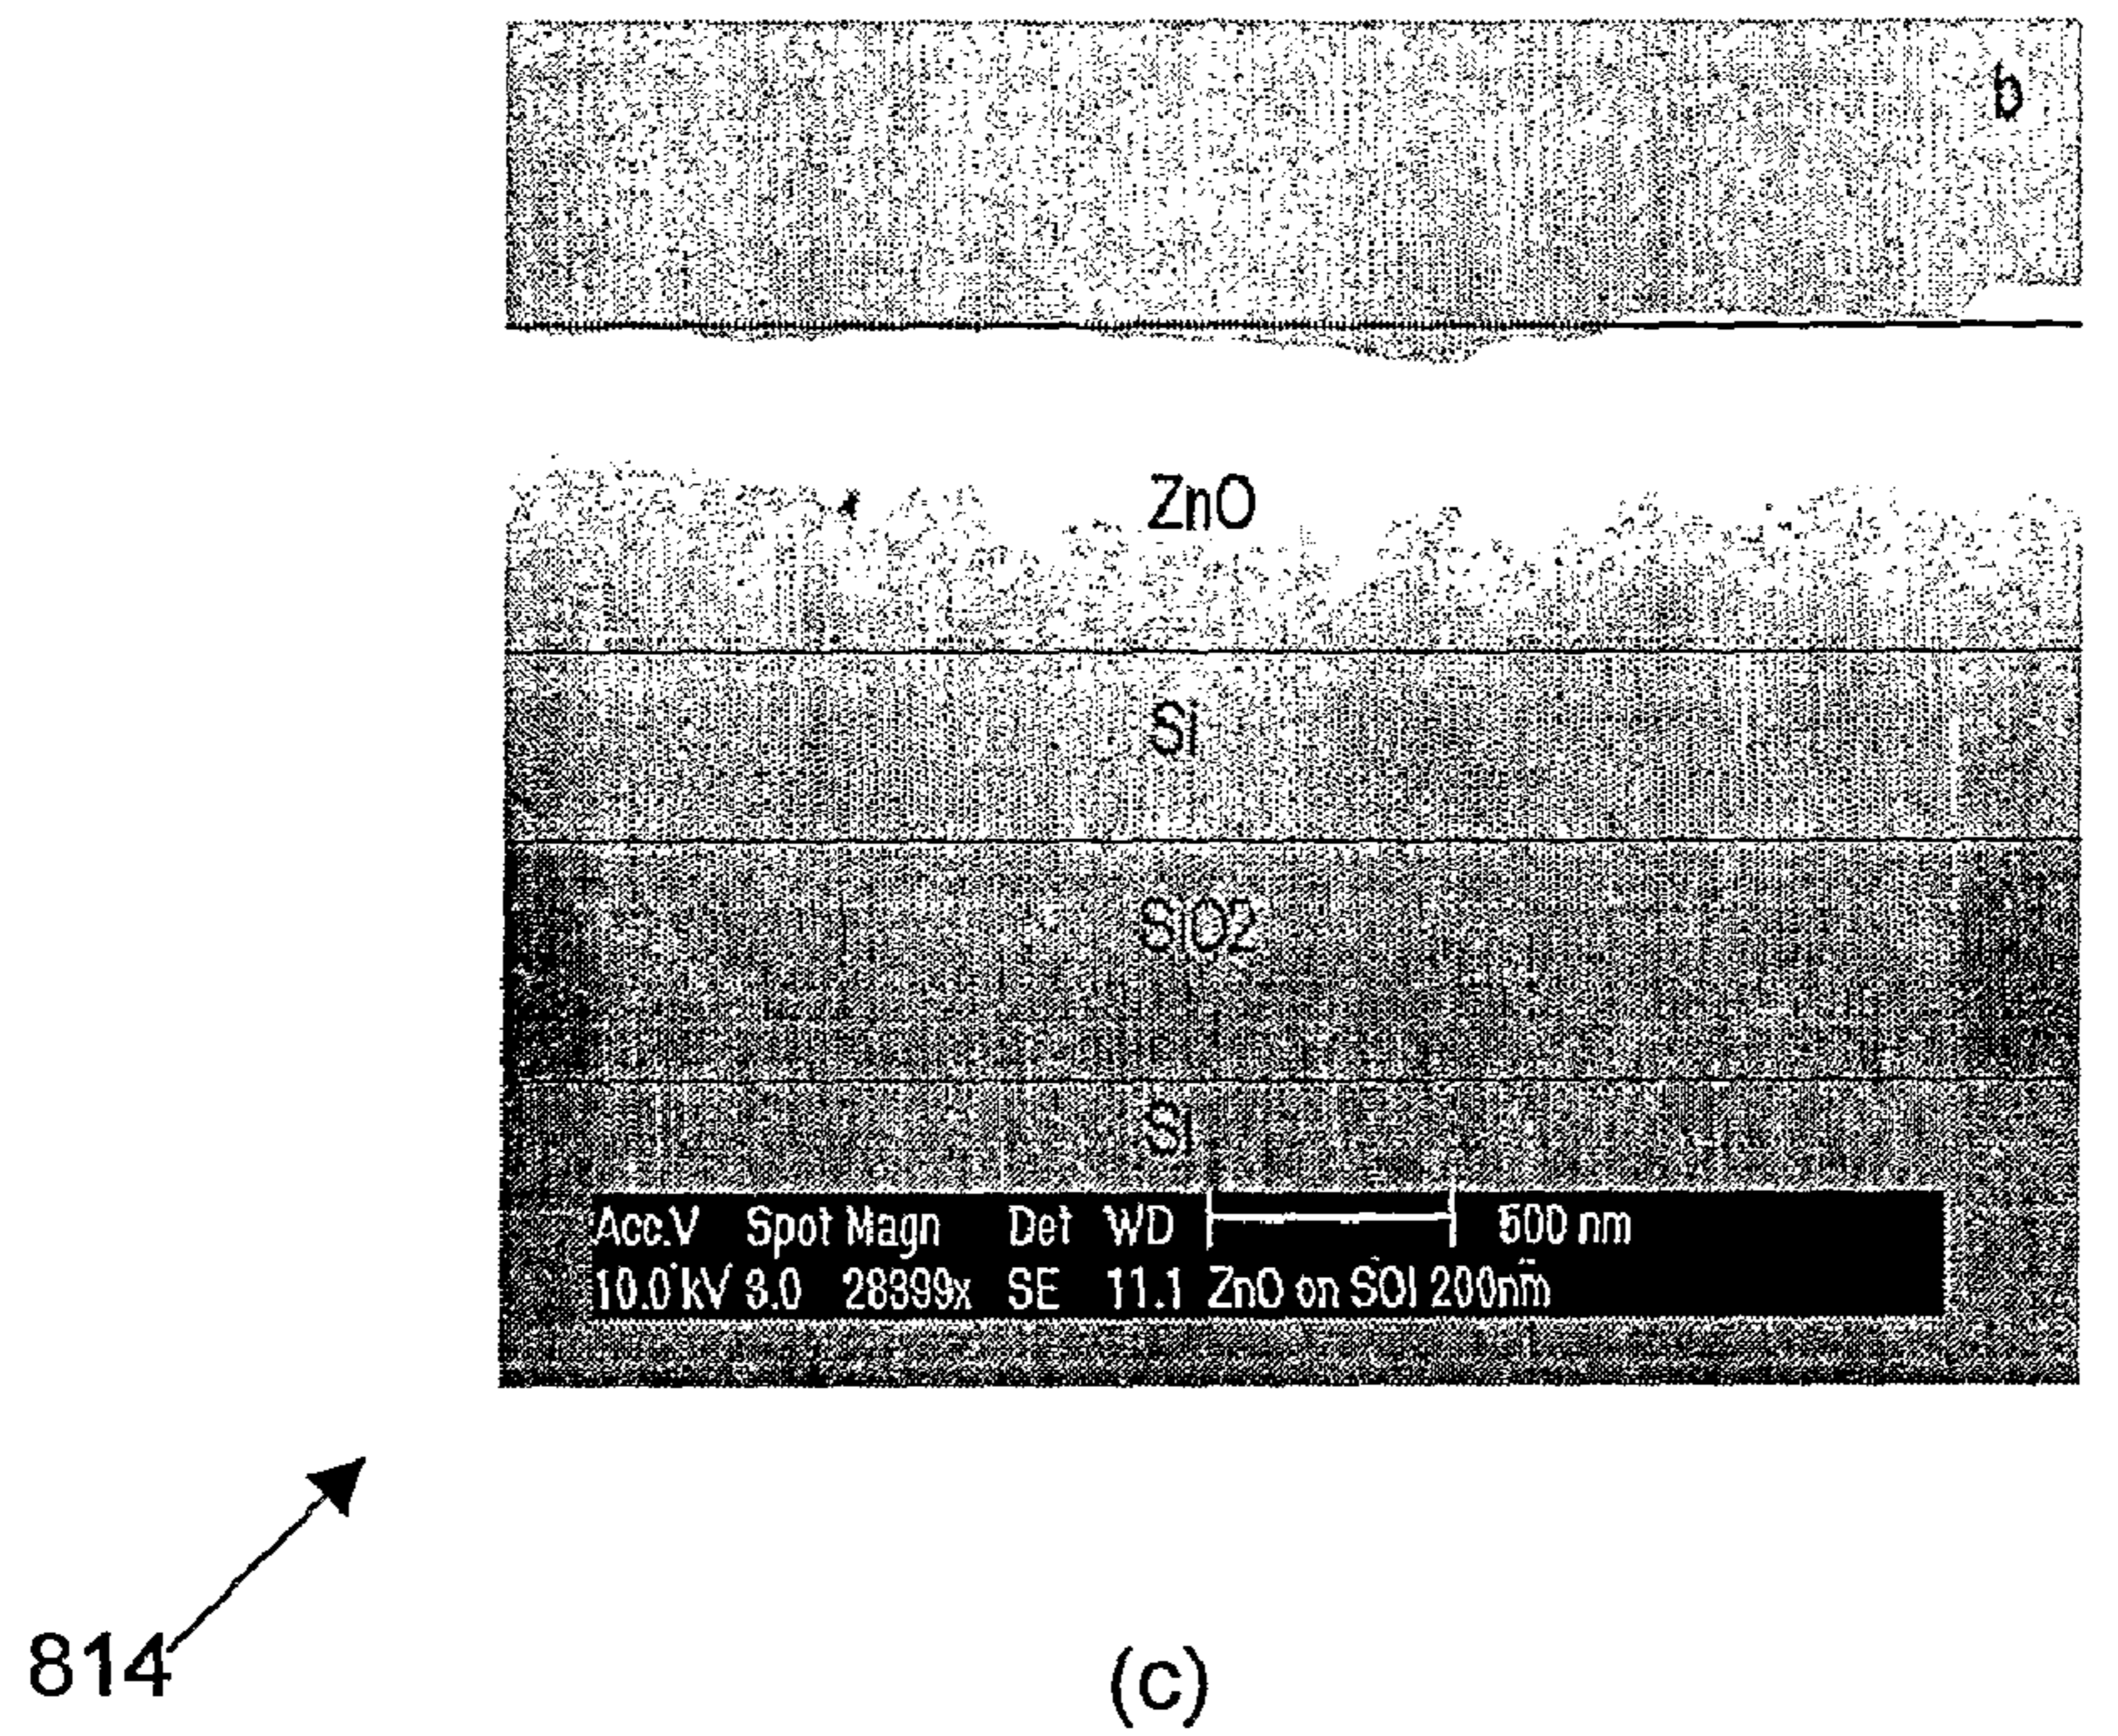 b
ZnO
Si
SiO2
Si
Acc.V Spot Magn Det WD 500 nm
10.0 kV 3.0 28399x SE 11.1 ZnO on SOI 200nm
814
(c)